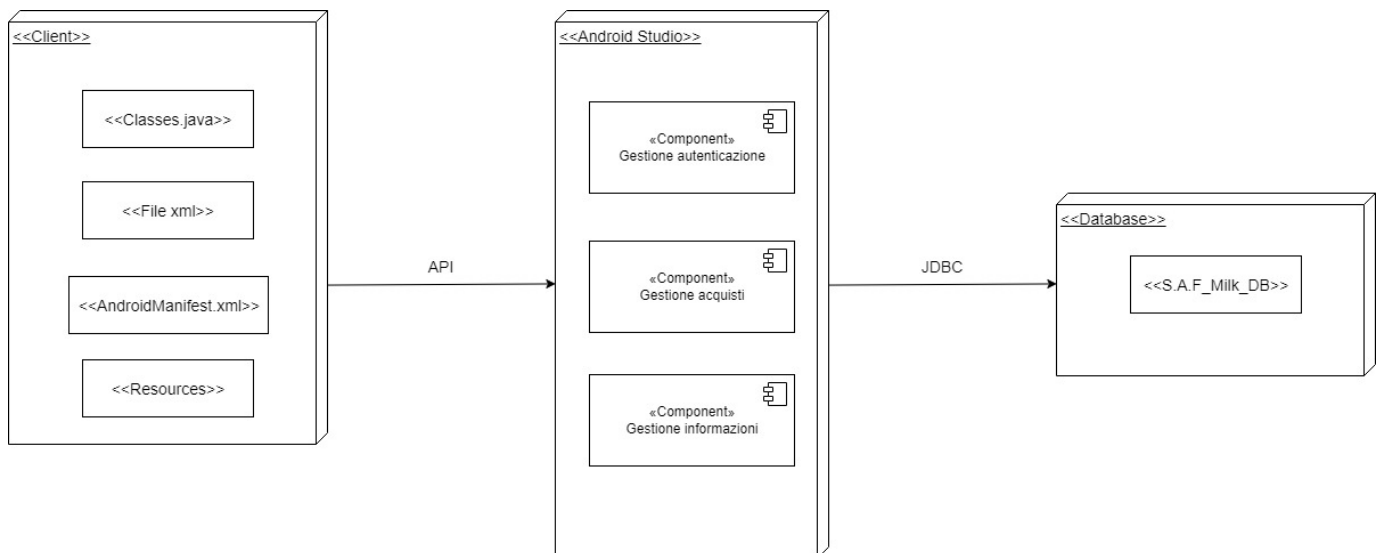 <<Client>>
<<Classes.java>>
<<File xml>>
<<AndroidManifest.xml>>
<<Resources>>
API
<<Android Studio>>
«Component»
Gestione autenticazione
«Component»
Gestione acquisti
«Component»
Gestione informazioni
JDBC
<<Database>>
<<S.A.F_Milk_DB>>